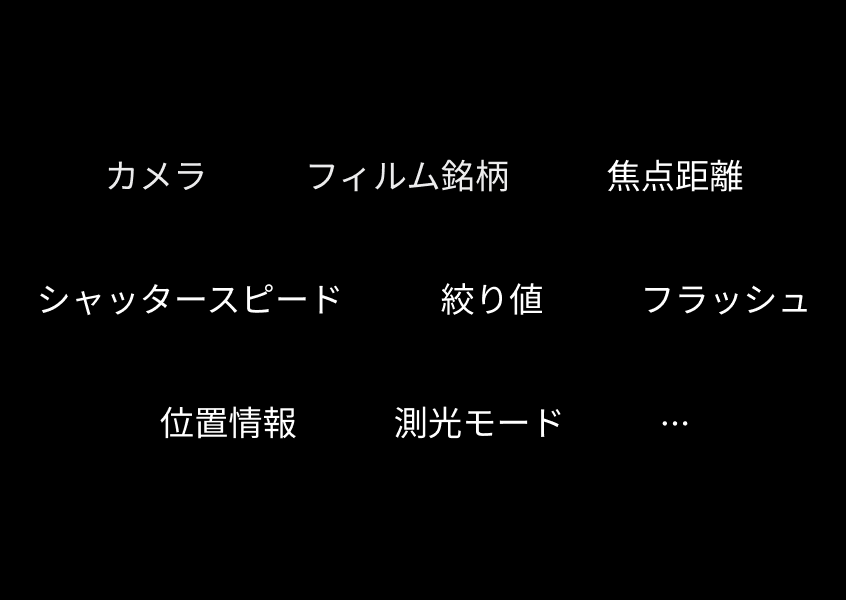 カメラ フィルム銘柄 焦点距離
シャッタースピード 絞り値 フラッシュ
位置情報 測光モード …